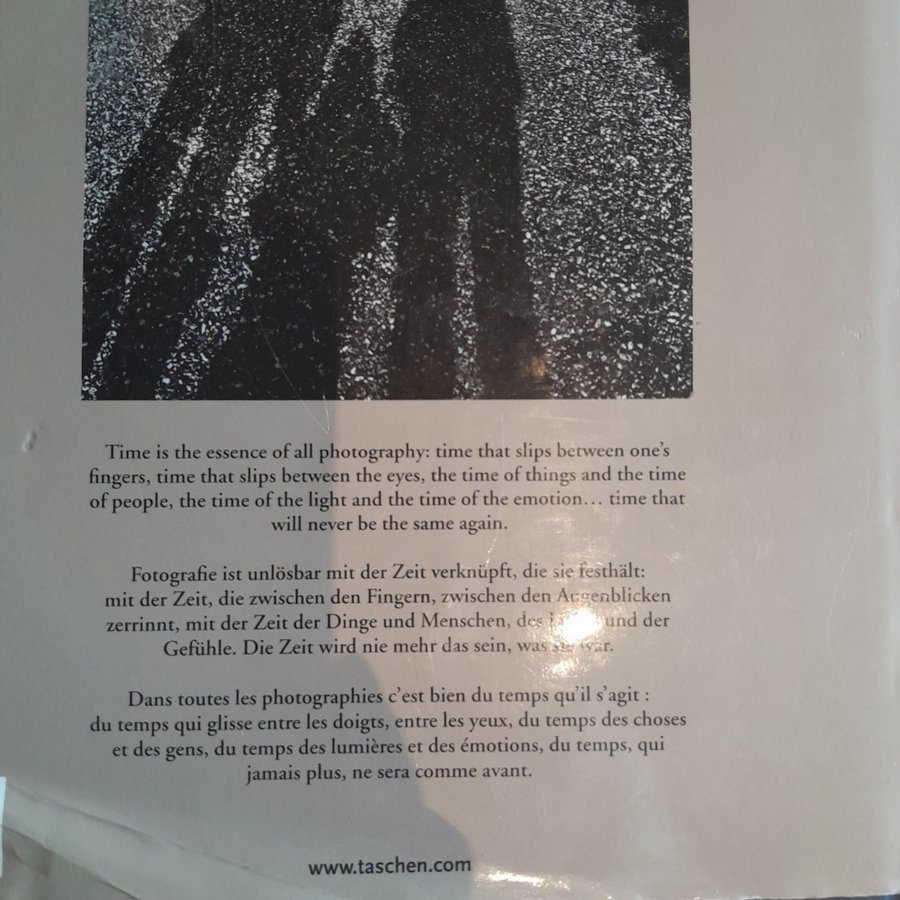 Time is the essence of all photography: time that slips between one's
fingers, time that slips between the eyes, the time of things and the time
of people, the time of the light and the time of the emotion… time that
will never be the same again.
Fotografie ist unlösbar mit der Zeit verknüpft, die sie festhält:
mit der Zeit, die zwischen den Fingern, zwischen den Augenblicken
zerrinnt, mit der Zeit der Dinge und Menschen, des und der
Gefühle. Die Zeit wird nie mehr das sein, was sie war.
Dans toutes les photographies c'est bien du temps qu'il s'agit :
du temps qui glisse entre les doigts, entre les yeux, du temps des choses
et des gens, du temps des lumières et des émotions, du temps, qui
jamais plus, ne sera comme avant.
www.taschen.com